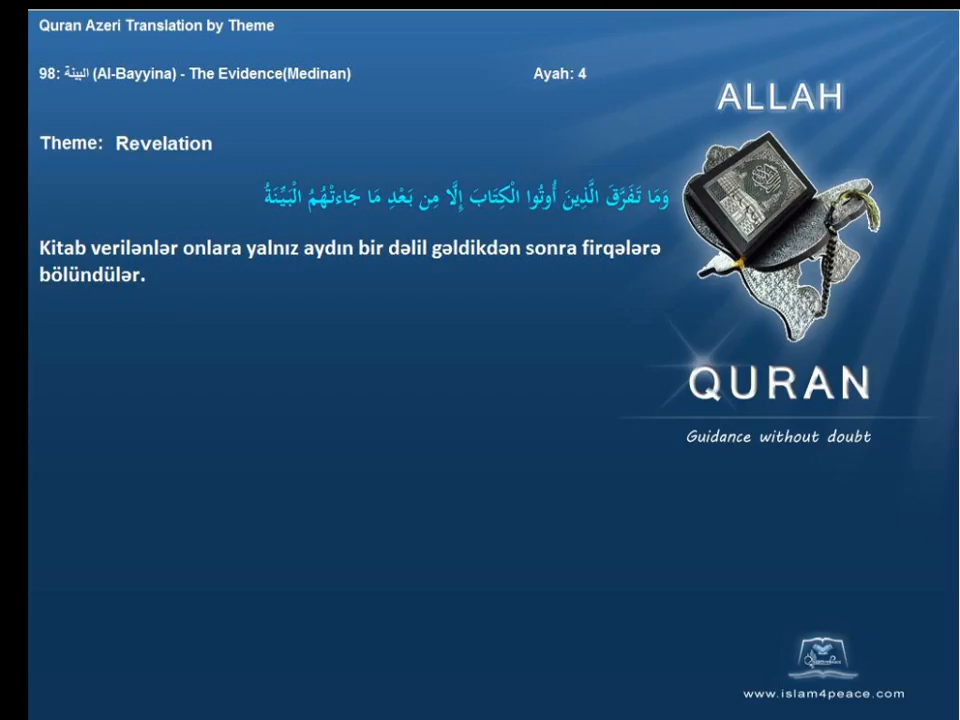 Quran Azeri Translation by Theme
98: البينة (Al-Bayyina) - The Evidence(Medinan) Ayah: 4
ALLAH
Theme: Revelation
وَمَا تَفَرَّقَ الَّذِينَ أُوتُوا الْكِتَابَ إِلَّا مِن بَعْدِ مَا جَاءتْهُمُ الْبَيِّنَةُ
Kitab verilənlər onlara yalnız aydın bir dəlil gəldikdən sonra firqələrə
bölündülər.
QURAN
Guidance without doubt
www.islam4peace.com